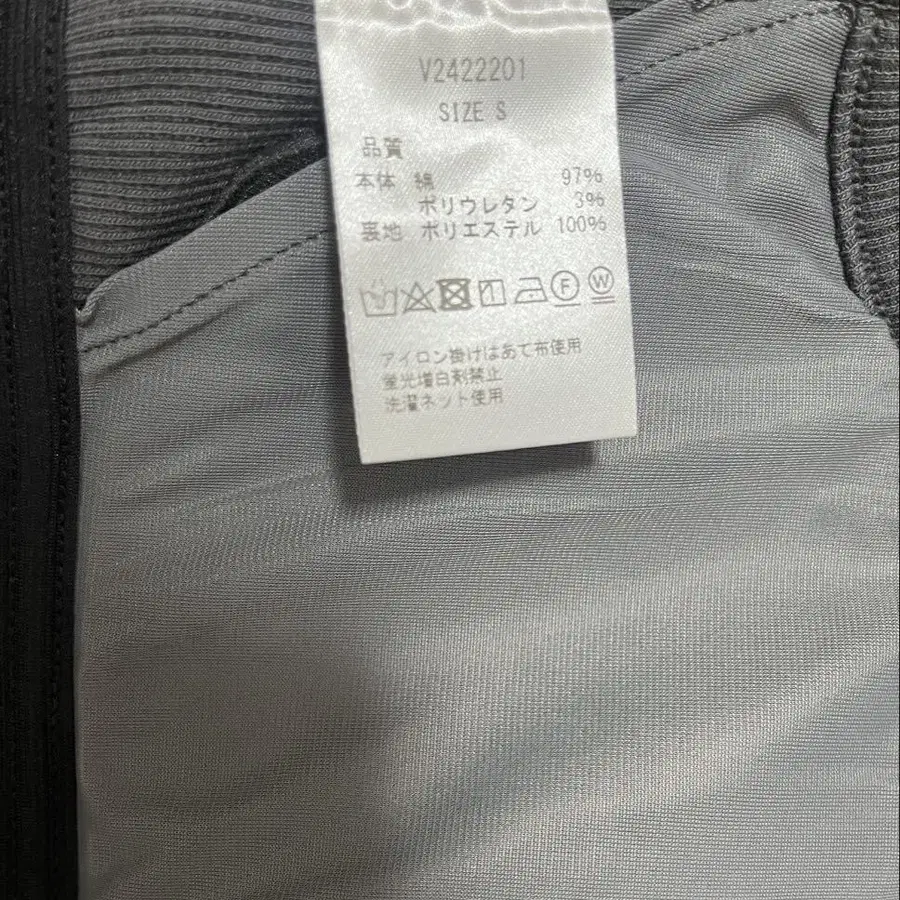 V2422201
SIZE S
品質
本体 綿 97%
ポリウレタン 3%
裏地 ポリエステル 100%
F W
アイロン掛けはあて布使用
蛍光増白剤禁止
洗濯ネット使用